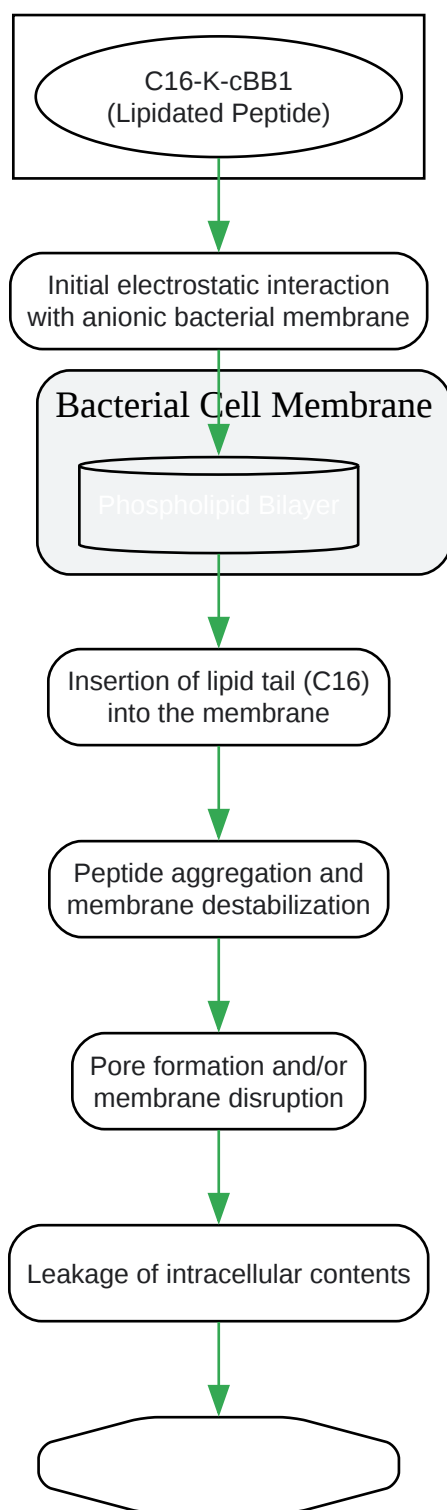 C16-K-cBB1
(Lipidated Peptide)
Initial electrostatic interaction
with anionic bacterial membrane
Bacterial Cell Membrane
Phospholipid Bilayer
Insertion of lipid tail (C16)
into the membrane
Peptide aggregation and
membrane destabilization
Pore formation and/or
membrane disruption
Leakage of intracellular contents